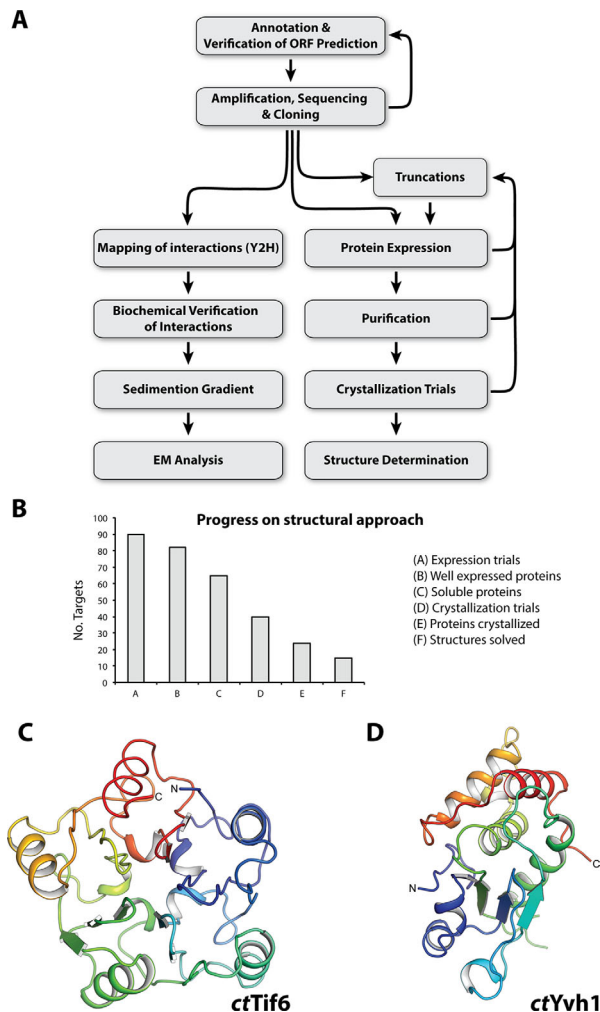 A
Annotation &
Verification of ORF Prediction
Amplification, Sequencing
& Cloning
Truncations
Mapping of interactions (Y2H)
Protein Expression
Biochemical Verification
of Interactions
Purification
Sedimention Gradient
Crystallization Trials
EM Analysis
Structure Determination
B
Progress on structural approach
No. Targets
100
90
80
70
60
50
40
30
20
10
0
A B C D E F
(A) Expression trials
(B) Well expressed proteins
(C) Soluble proteins
(D) Crystallization trials
(E) Proteins crystallized
(F) Structures solved
C
N
C
ctTif6
D
N
C
ctYvh1